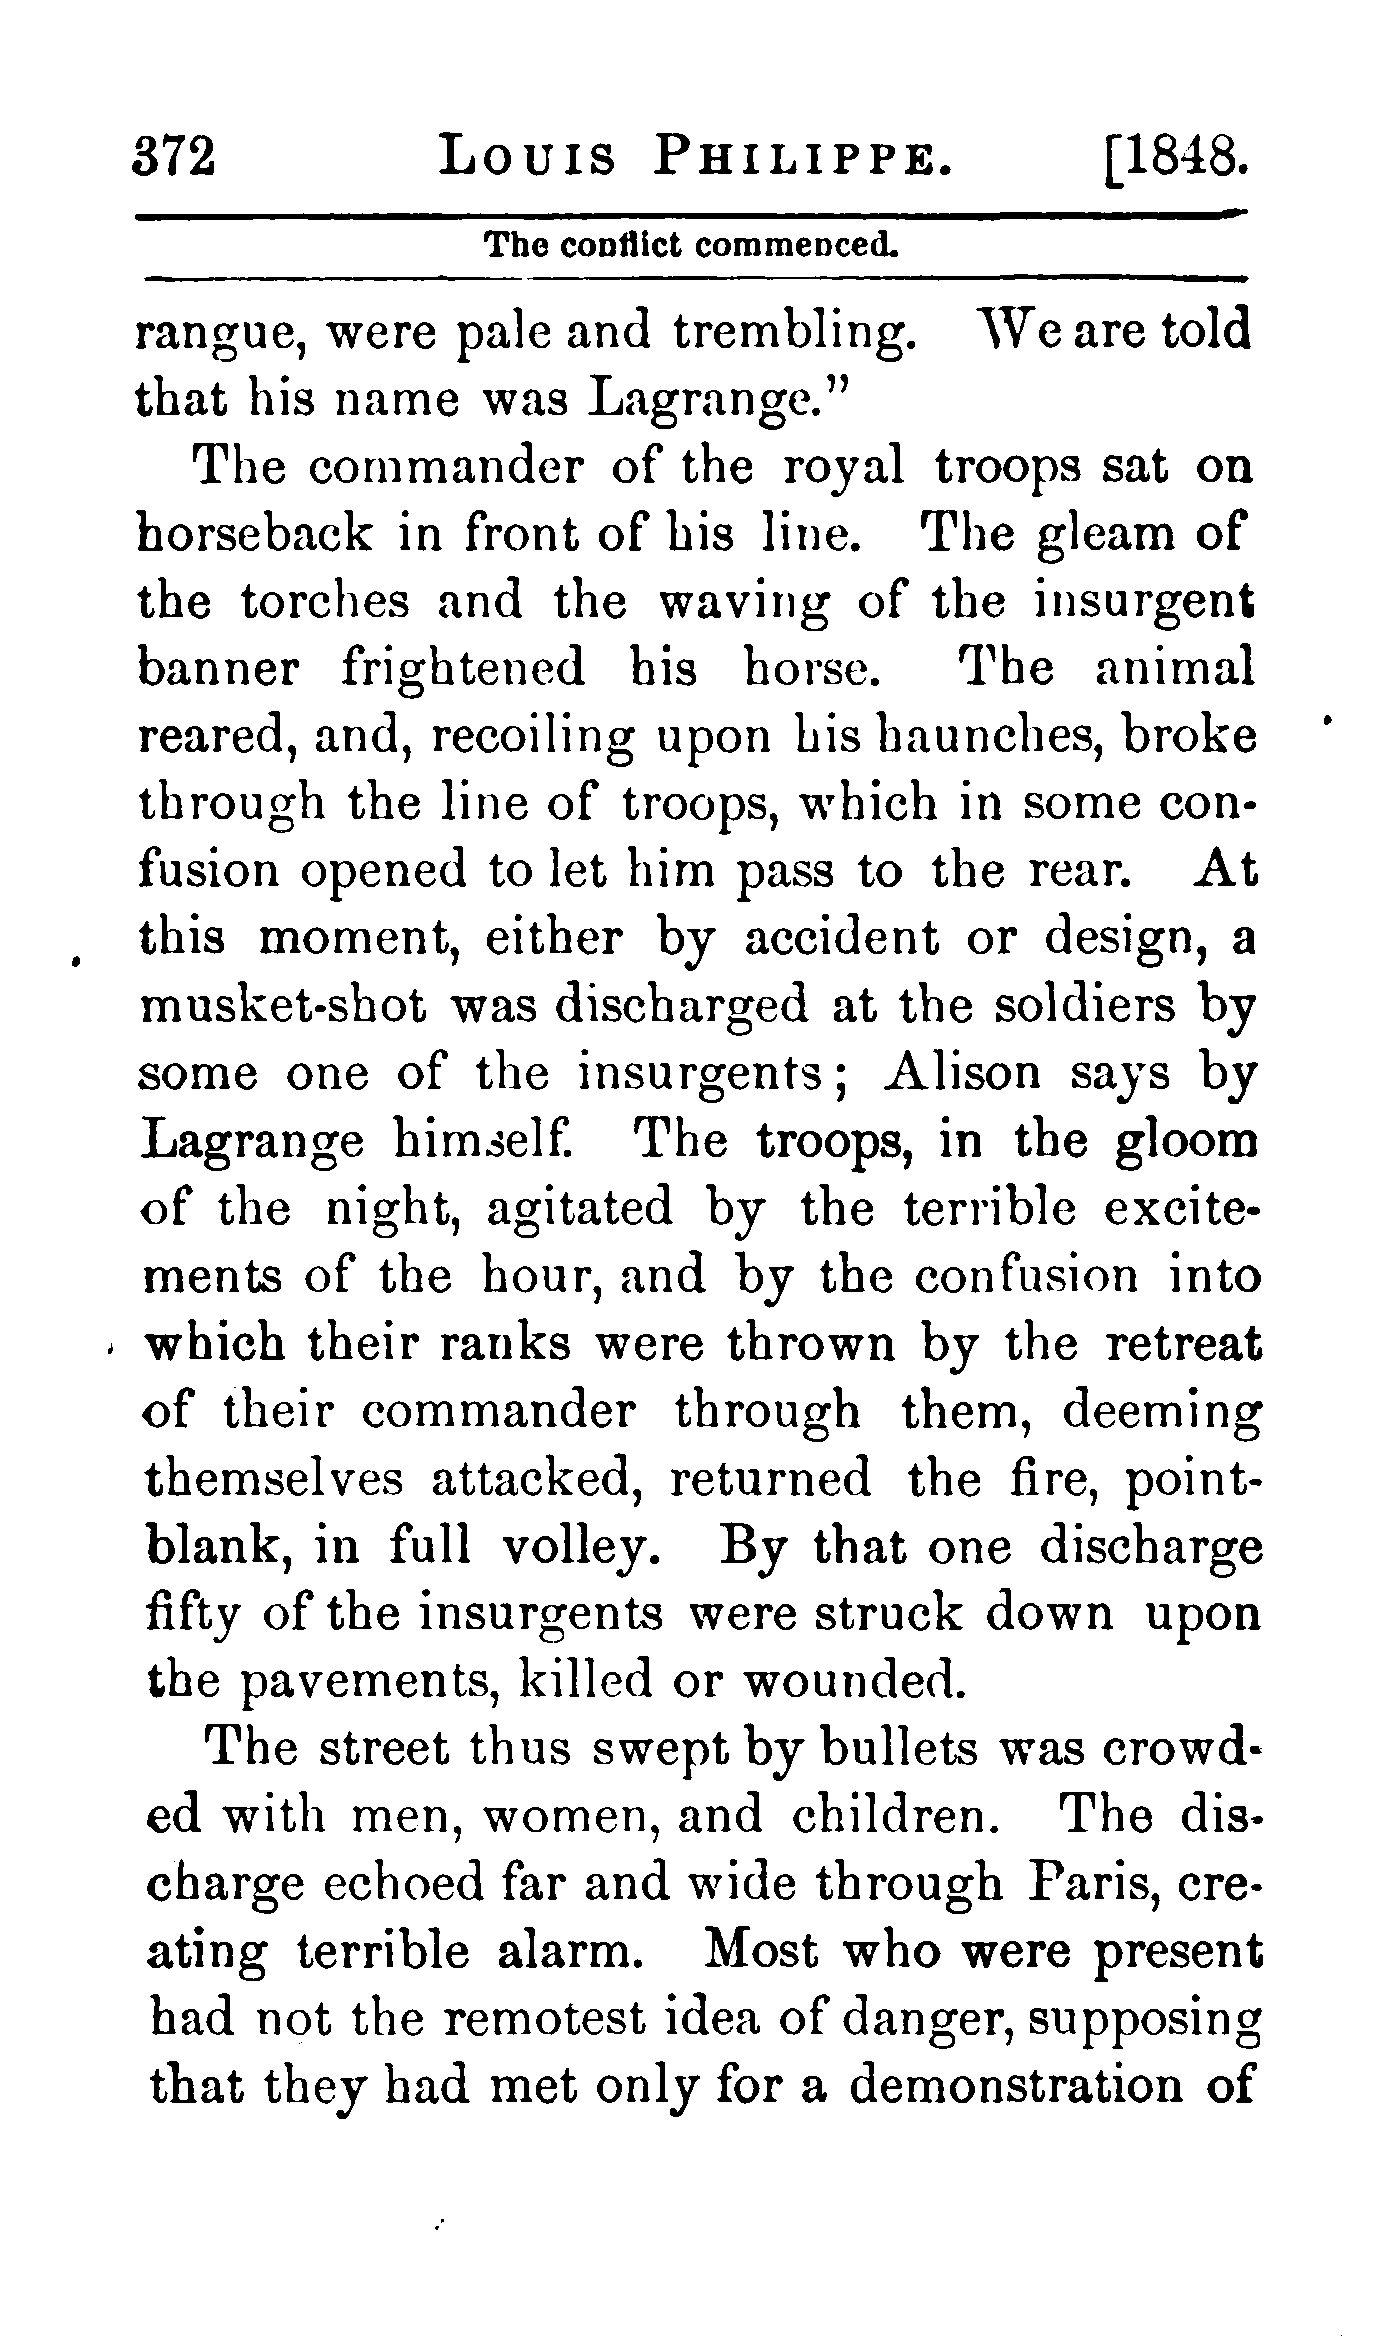 372 LOUIS PHILIPPE. [1848.
The conflict commenced.
rangue, were pale and trembling. We are told
that his name was Lagrange.”
The commander of the royal troops sat on
horseback in front of his line. The gleam of
the torches and the waving of the insurgent
banner frightened his horse. The animal
reared, and, recoiling upon his haunches, broke
through the line of troops, which in some con-
fusion opened to let him pass to the rear. At
this moment, either by accident or design, a
musket-shot was discharged at the soldiers by
some one of the insurgents; Alison says by
Lagrange himself. The troops, in the gloom
of the night, agitated by the terrible excite-
ments of the hour, and by the confusion into
which their ranks were thrown by the retreat
of their commander through them, deeming
themselves attacked, returned the fire, point-
blank, in full volley. By that one discharge
fifty of the insurgents were struck down upon
the pavements, killed or wounded.
The street thus swept by bullets was crowd-
ed with men, women, and children. The dis-
charge echoed far and wide through Paris, cre-
ating terrible alarm. Most who were present
had not the remotest idea of danger, supposing
that they had met only for a demonstration of